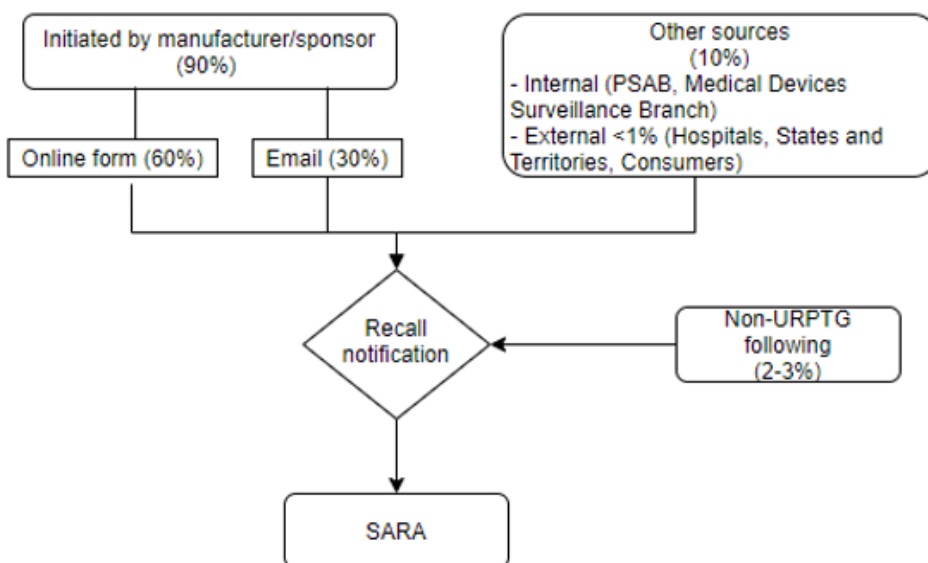 Initiated by manufacturer/sponsor
(90%)
Other sources
(10%)
- Internal (PSAB, Medical Devices
Surveillance Branch)
- External <1% (Hospitals, States and
Territories, Consumers)
Online form (60%)
Email (30%)
Recall
notification
Non-URPTG
following
(2-3%)
SARA